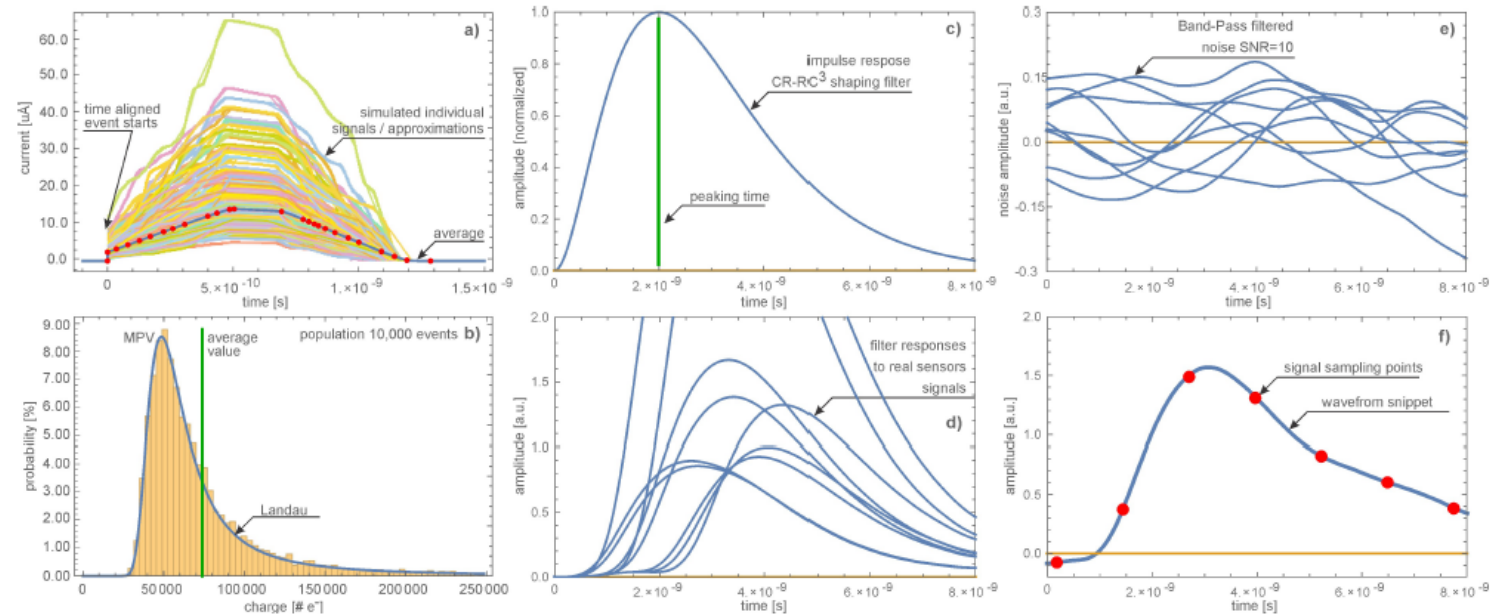 a)
60.0
50.0
40.0
30.0
20.0
10.0
0.0
current [uA]
time aligned
event starts
simulated individual
signals / approximations
average
0
5.×10⁻¹⁰
1.×10⁻⁹
1.5×10⁻⁹
time [s]
c)
1.0
0.8
0.6
0.4
0.2
0.0
amplitude [normalized]
impulse respose
CR-RC³ shaping filter
peaking time
0
2.×10⁻⁹
4.×10⁻⁹
6.×10⁻⁹
8.×10⁻⁹
time [s]
e)
0.3
0.15
0.0
-0.15
-0.3
noise amplitude [a.u.]
Band-Pass filtered
noise SNR=10
0
2.×10⁻⁹
4.×10⁻⁹
6.×10⁻⁹
8.×10⁻⁹
time [s]
b)
9.00
8.00
7.00
6.00
5.00
4.00
3.00
2.00
1.00
0.00
probability [%]
MPV
average
value
population 10,000 events
Landau
0
50 000
100 000
150 000
200 000
250 000
charge [# e⁻]
d)
2.0
1.5
1.0
0.5
0.0
amplitude [a.u.]
filter responses
to real sensors
signals
0
2.×10⁻⁹
4.×10⁻⁹
6.×10⁻⁹
8.×10⁻⁹
time [s]
f)
2.0
1.5
1.0
0.5
0.0
amplitude [a.u.]
signal sampling points
wavefrom snippet
0
2.×10⁻⁹
4.×10⁻⁹
6.×10⁻⁹
8.×10⁻⁹
time [s]